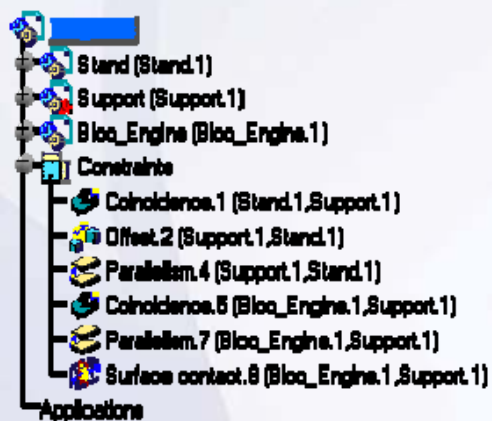 Stand (Stand.1)
Support (Support.1)
Bloc_Engine (Bloc_Engine.1)
Constraints
Coincidence.1 (Stand.1,Support.1)
Offset.2 (Support.1,Stand.1)
Parallelism.4 (Support.1,Stand.1)
Coincidence.5 (Bloc_Engine.1,Support.1)
Parallelism.7 (Bloc_Engine.1,Support.1)
Surface contact.8 (Bloc_Engine.1,Support.1)
Applications